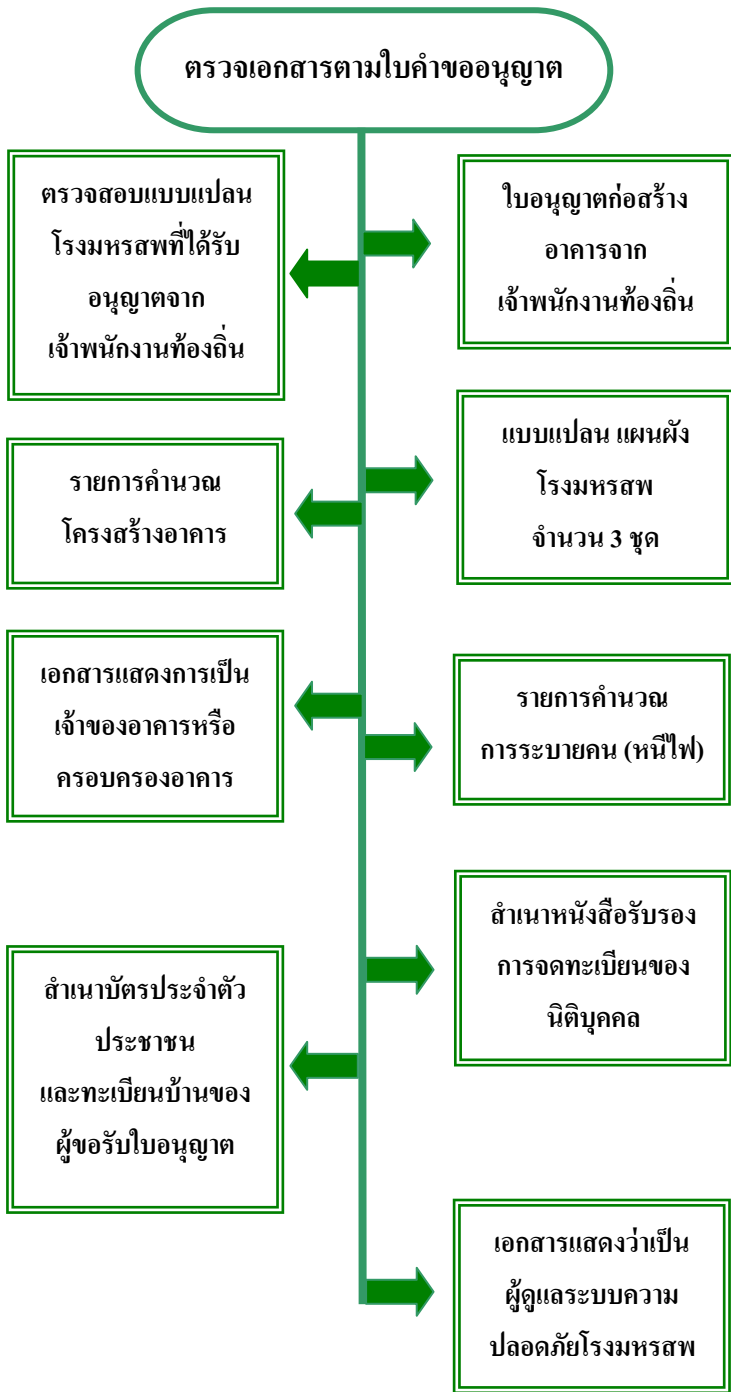 ตรวจเอกสารตามใบคำขออนุญาต
ตรวจสอบแบบแปลน
โรงมหรสพที่ได้รับ
อนุญาตจาก
เจ้าพนักงานท้องถิ่น
ใบอนุญาตก่อสร้าง
อาคารจาก
เจ้าพนักงานท้องถิ่น
รายการคำนวณ
โครงสร้างอาคาร
แบบแปลน แผนผัง
โรงมหรสพ
จำนวน 3 ชุด
เอกสารแสดงการเป็น
เจ้าของอาคารหรือ
ครอบครองอาคาร
รายการคำนวณ
การระบายคน (หนีไฟ)
สำเนาบัตรประจำตัว
ประชาชน
และทะเบียนบ้านของ
ผู้ขอรับใบอนุญาต
สำเนาหนังสือรับรอง
การจดทะเบียนของ
นิติบุคคล
เอกสารแสดงว่าเป็น
ผู้ดูแลระบบความ
ปลอดภัยโรงมหรสพ